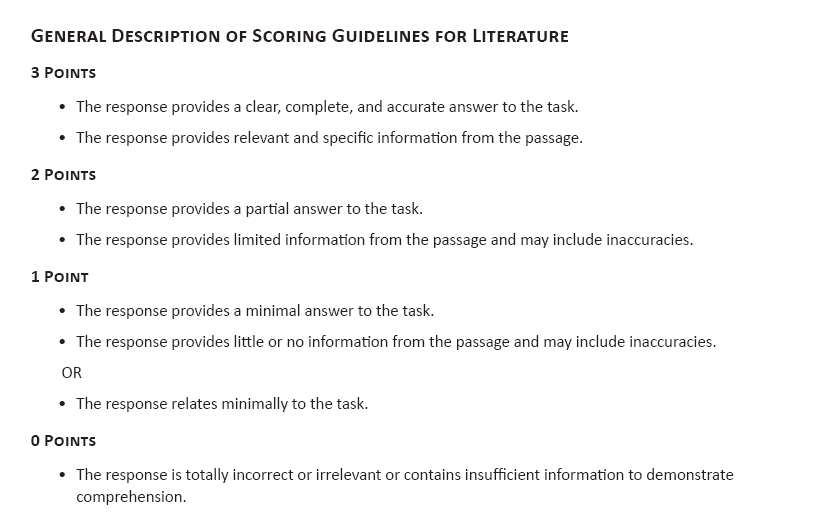 General Description of Scoring Guidelines for Literature
3 Points
• The response provides a clear, complete, and accurate answer to the task.
• The response provides relevant and specific information from the passage.
2 Points
• The response provides a partial answer to the task.
• The response provides limited information from the passage and may include inaccuracies.
1 Point
• The response provides a minimal answer to the task.
• The response provides little or no information from the passage and may include inaccuracies.
OR
• The response relates minimally to the task.
0 Points
• The response is totally incorrect or irrelevant or contains insufficient information to demonstrate
comprehension.